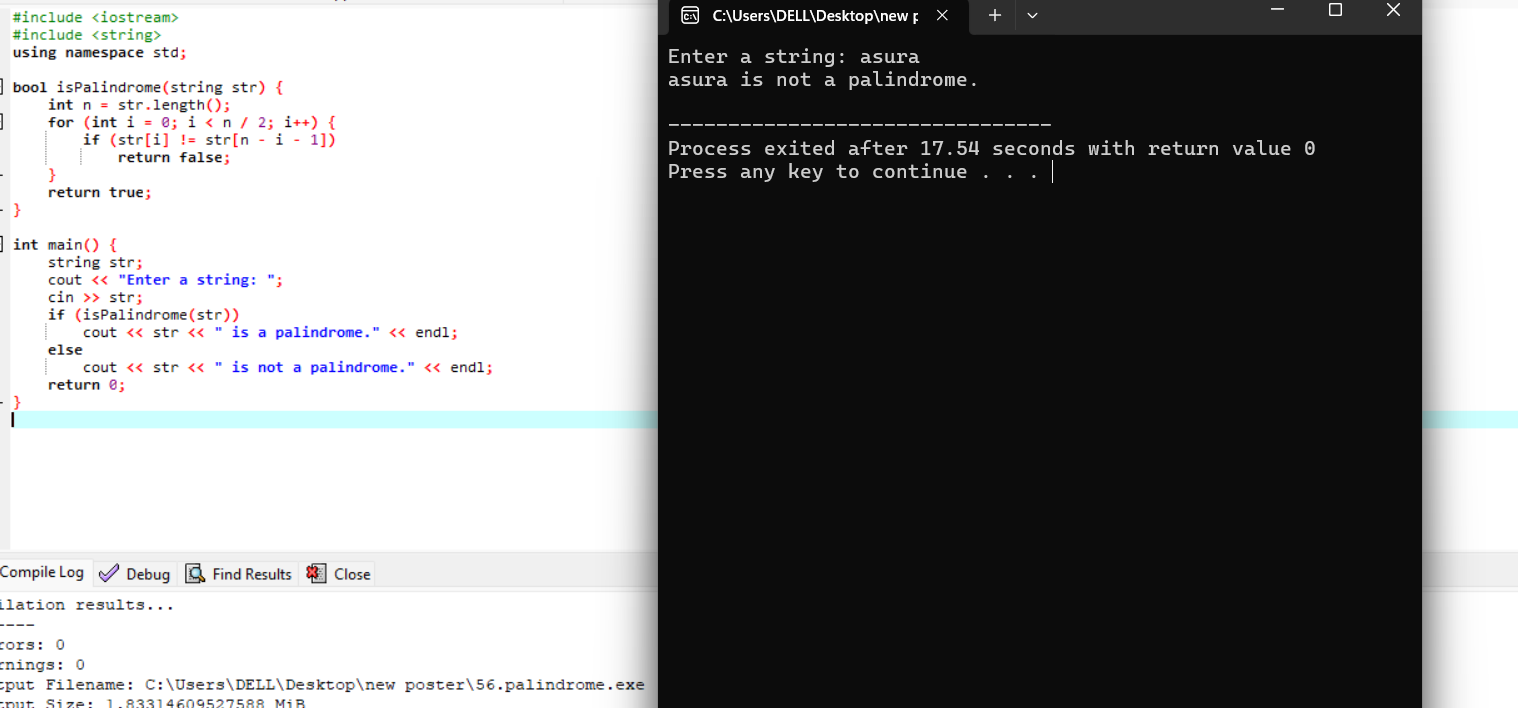 #include <iostream>
#include <string>
using namespace std;
bool isPalindrome(string str) {
int n = str.length();
for (int i = 0; i < n / 2; i++) {
if (str[i] != str[n - i - 1])
return false;
}
return true;
}
int main() {
string str;
cout << "Enter a string: ";
cin >> str;
if (isPalindrome(str))
cout << str << " is a palindrome." << endl;
else
cout << str << " is not a palindrome." << endl;
return 0;
}
C:\Users\DELL\Desktop\new p
Enter a string: asura
asura is not a palindrome.
--------------------------------
Process exited after 17.54 seconds with return value 0
Press any key to continue . . .
Compile Log Debug Find Results Close
ilation results...
----
rors: 0
rnings: 0
tput Filename: C:\Users\DELL\Desktop\new poster\56.palindrome.exe
tput Size: 1.83314609527588 MiB